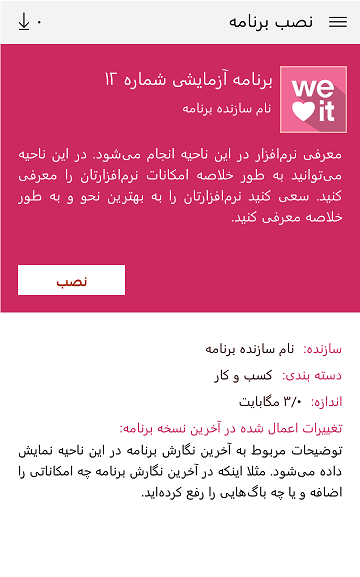 نصب برنامه
۰
we
it
برنامه آزمایشی شماره ۱۲
نام سازنده برنامه
معرفی نرم‌افزار در این ناحیه انجام می‌شود. در این ناحیه
می‌توانید به طور خلاصه امکانات نرم‌افزارتان را معرفی
کنید. سعی کنید نرم‌افزارتان را به بهترین نحو و به طور
خلاصه معرفی کنید.
نصب
سازنده: نام سازنده برنامه
دسته بندی: کسب و کار
اندازه: ۳/۰ مگابایت
تغییرات اعمال شده در آخرین نسخه برنامه:
توضیحات مربوط به آخرین نگارش برنامه در این ناحیه نمایش
داده می‌شود. مثلا اینکه در آخرین نگارش برنامه چه امکاناتی را
اضافه و یا چه باگ‌هایی را رفع کرده‌اید.